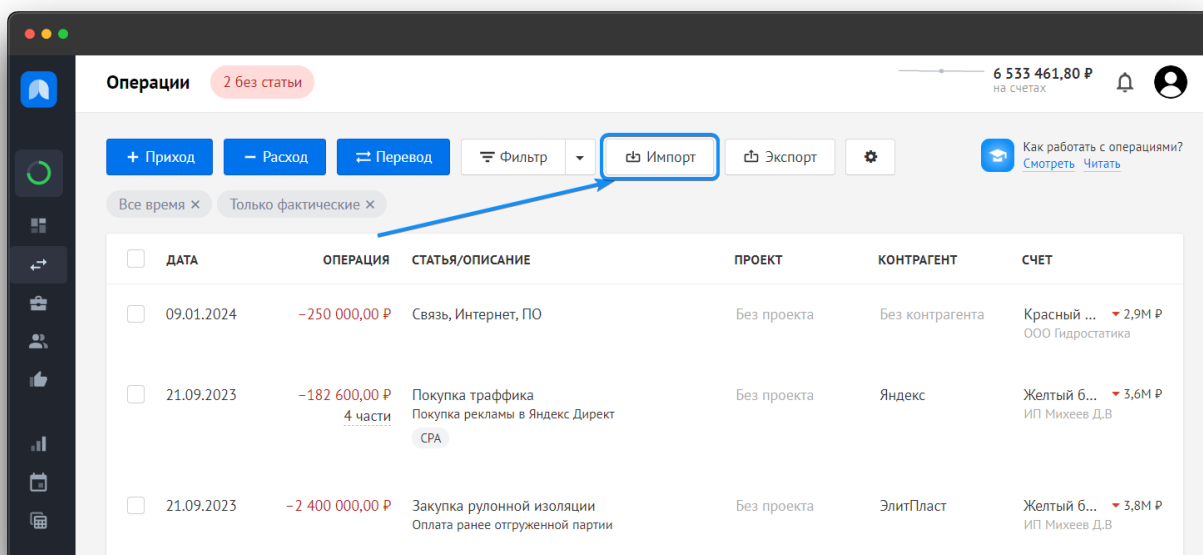 Операции
2 без статьи
6 533 461,80 ₽
на счетах
+ Приход
− Расход
Перевод
Фильтр
Импорт
Экспорт
Как работать с операциями?
Смотреть Читать
Все время ×
Только фактические ×
ДАТА ОПЕРАЦИЯ СТАТЬЯ/ОПИСАНИЕ ПРОЕКТ КОНТРАГЕНТ СЧЕТ
09.01.2024 −250 000,00 ₽ Связь, Интернет, ПО Без проекта Без контрагента Красный ... 2,9М ₽
ООО Гидростатика
21.09.2023 −182 600,00 ₽ Покупка траффика Без проекта Яндекс Желтый б... 3,6М ₽
4 части Покупка рекламы в Яндекс Директ ИП Михеев Д.В
CPA
21.09.2023 −2 400 000,00 ₽ Закупка рулонной изоляции Без проекта ЭлитПласт Желтый б... 3,8М ₽
Оплата ранее отгруженной партии ИП Михеев Д.В